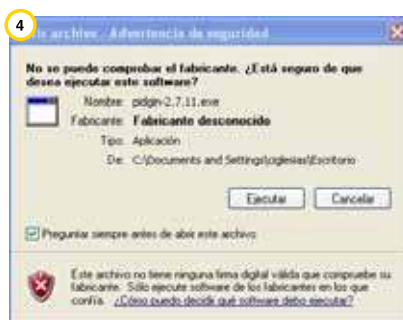 4
archivo - Advertencia de seguridad
No se puede comprobar el fabricante. ¿Está seguro de que
desea ejecutar este software?
Nombre: pidgin-2.7.11.exe
Fabricante: Fabricante desconocido
Tipo: Aplicación
De: C:\Documents and Settings\iglesias\Escritorio
Ejecutar Cancelar
Preguntar siempre antes de abrir este archivo
Este archivo no tiene ninguna firma digital válida que compruebe su
fabricante. Sólo ejecute software de los fabricantes en los que
confía. ¿Cómo puedo decidir qué software debo ejecutar?